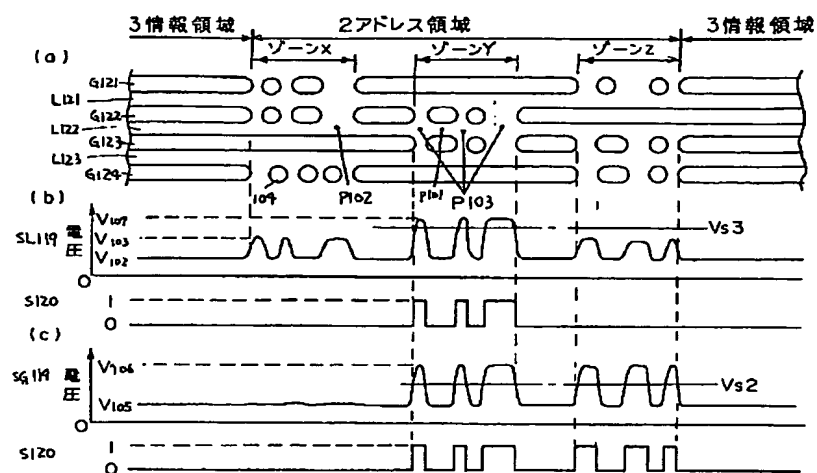 3情報領域 2アドレス領域 3情報領域
ゾーンX ゾーンY ゾーンZ
(a)
G121
L121
G122
L122
G123
L123
G124
104 P102 P101 P103
(b)
SL119 電圧
V104
V103
V102
0
Vs3
S120
1
0
(c)
SG119 電圧
V106
V105
0
Vs2
S120
1
0